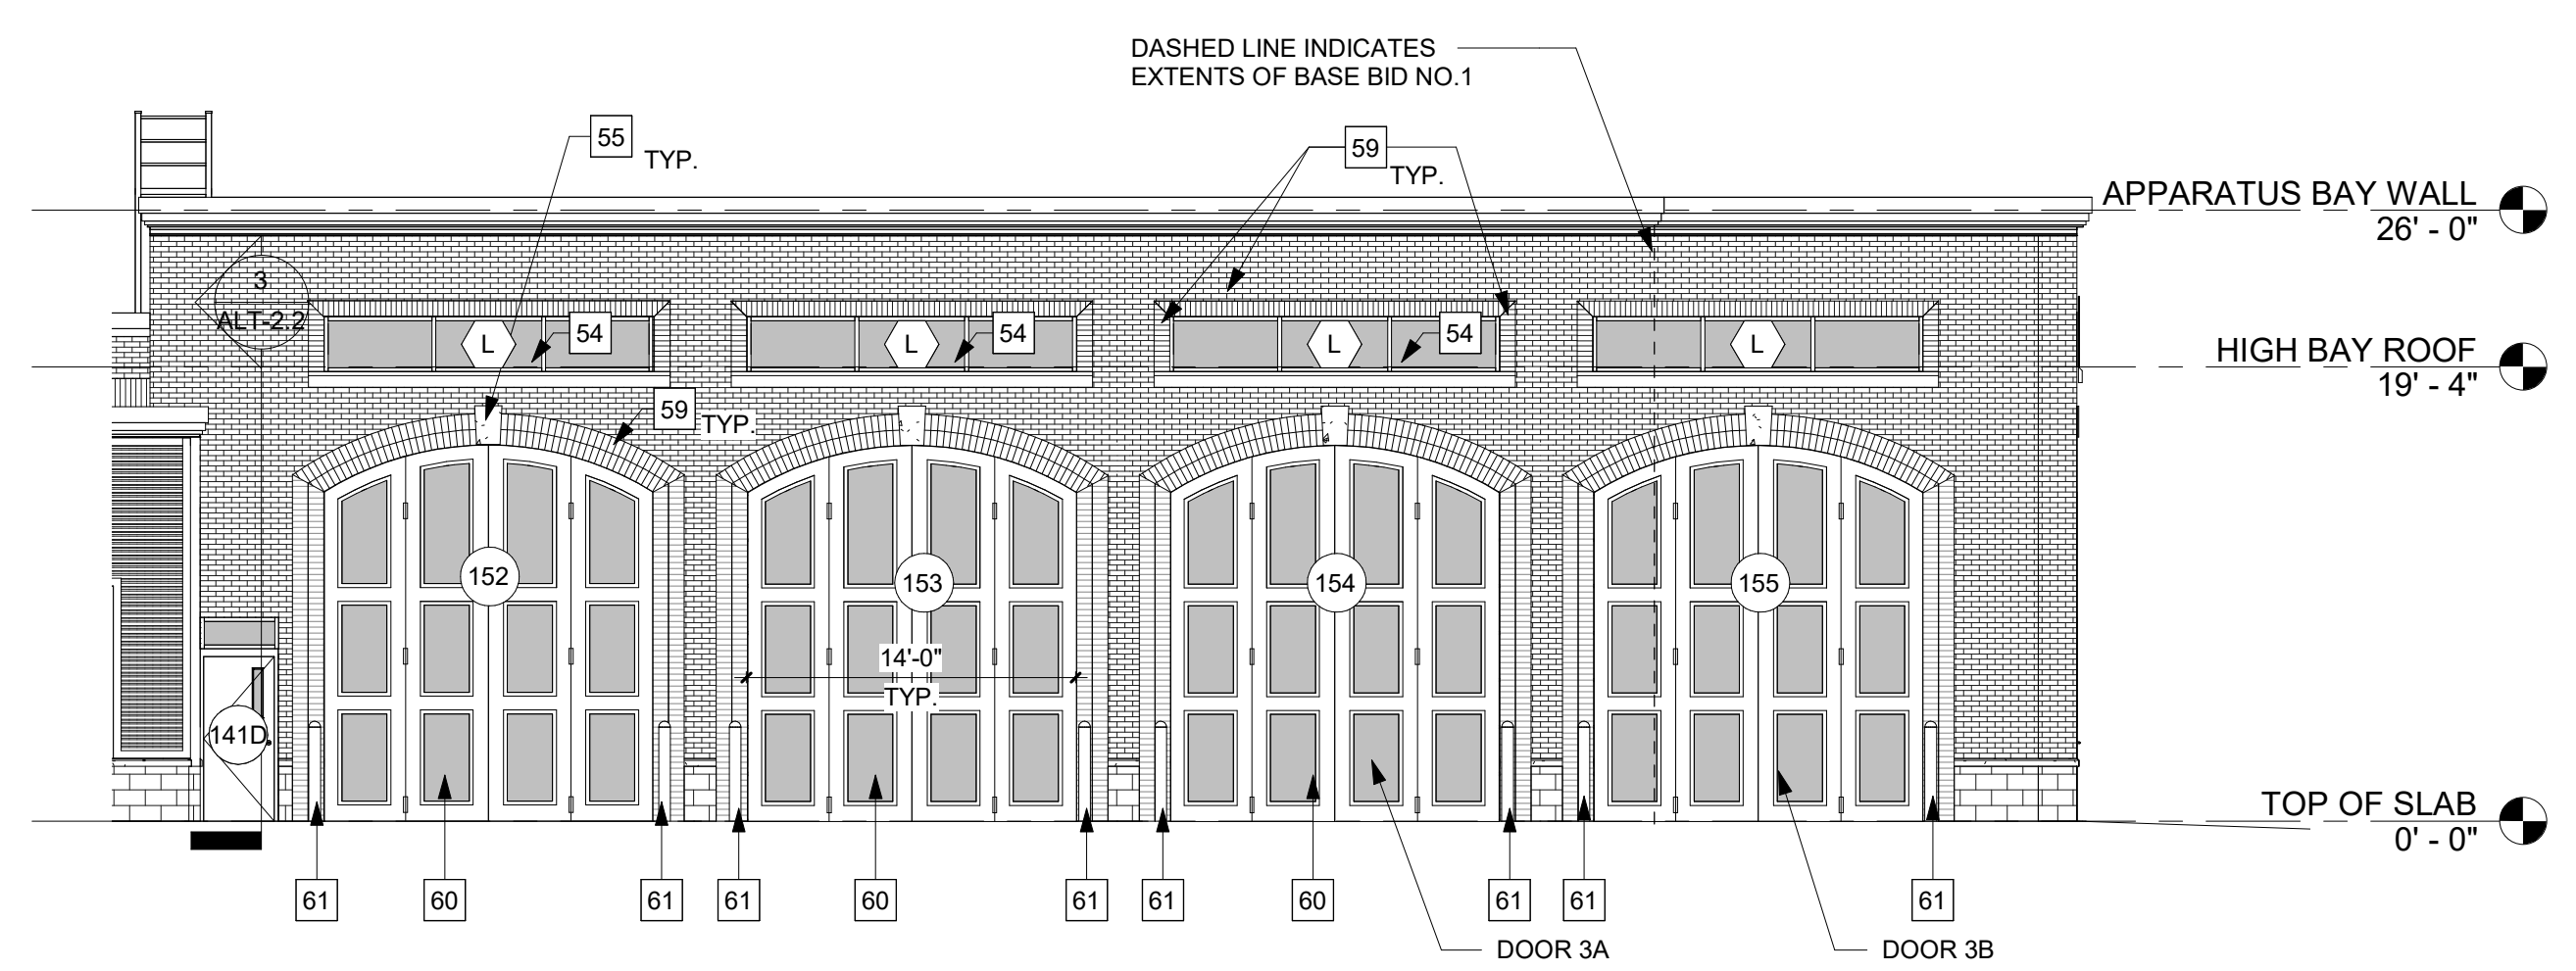 DASHED LINE INDICATES
EXTENTS OF BASE BID NO.1
55
TYP.
59
TYP.
APPARATUS BAY WALL
26' - 0"
3
ALT-2.2
L
54
L
54
L
54
L
HIGH BAY ROOF
19' - 4"
59
TYP.
152
153
154
155
14'-0"
TYP.
141D
TOP OF SLAB
0' - 0"
61
60
61
61
60
61
61
60
61
61
61
DOOR 3A
DOOR 3B